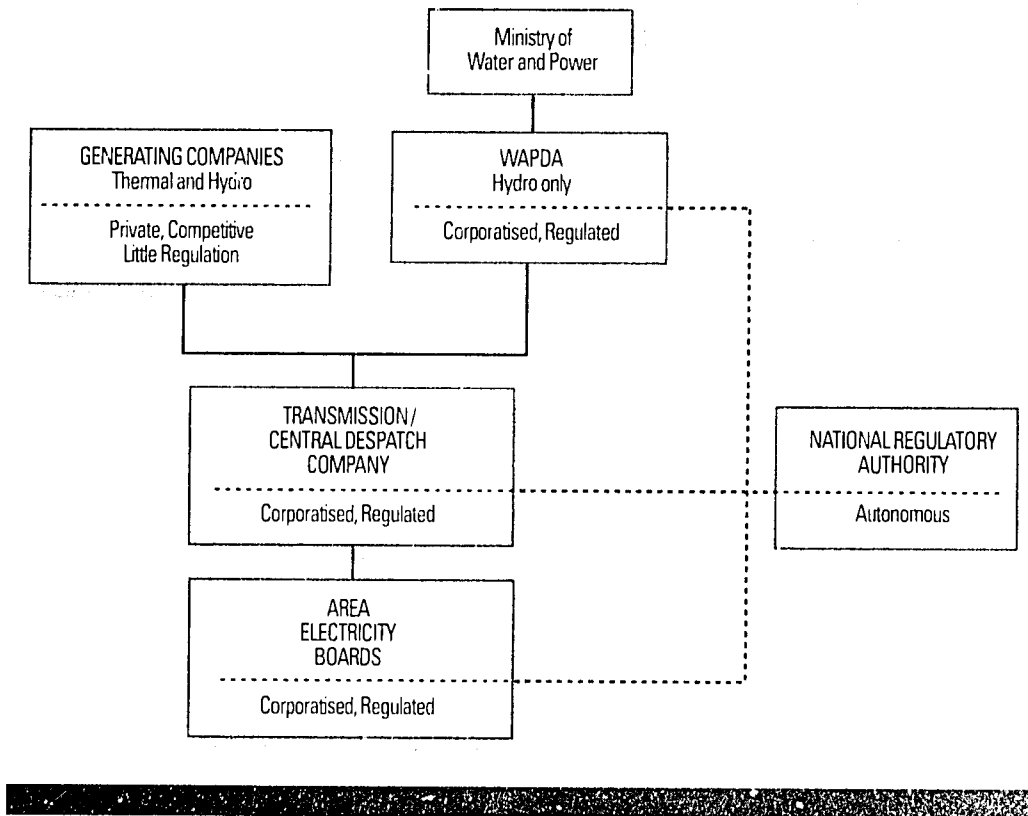 Ministry of
Water and Power
GENERATING COMPANIES
Thermal and Hydro
Private, Competitive
Little Regulation
WAPDA
Hydro only
Corporatised, Regulated
TRANSMISSION /
CENTRAL DESPATCH
COMPANY
Corporatised, Regulated
NATIONAL REGULATORY
AUTHORITY
Autonomous
AREA
ELECTRICITY
BOARDS
Corporatised, Regulated